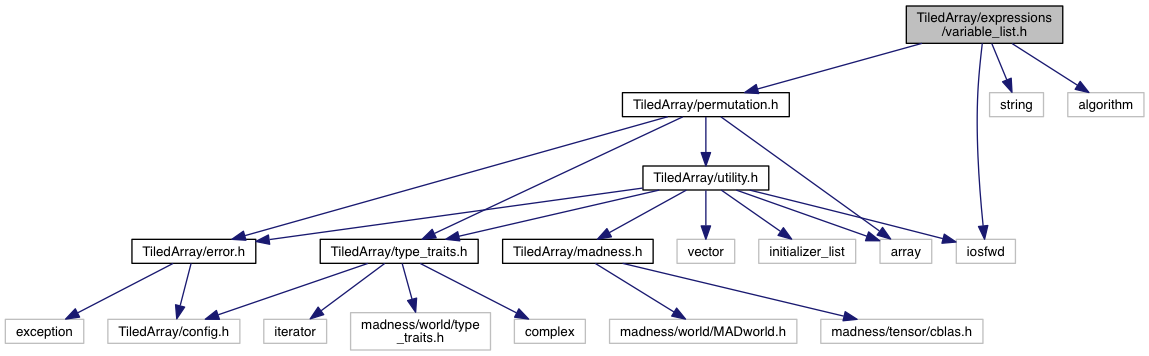 TiledArray/expressions
/variable_list.h
TiledArray/permutation.h
string
algorithm
TiledArray/utility.h
TiledArray/error.h
TiledArray/type_traits.h
TiledArray/madness.h
vector
initializer_list
array
iosfwd
exception
TiledArray/config.h
iterator
madness/world/type
_traits.h
complex
madness/world/MADworld.h
madness/tensor/cblas.h